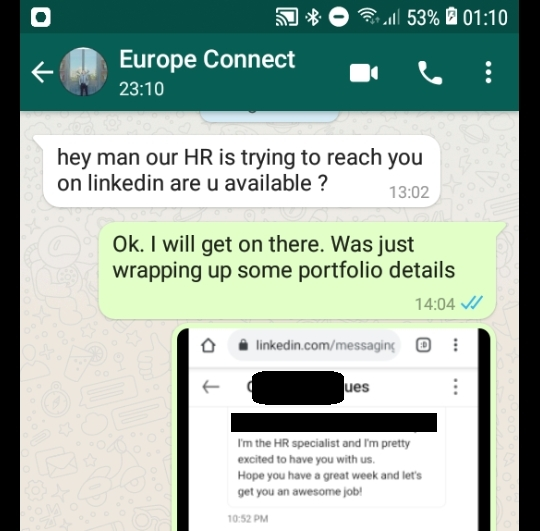 53% 01:10
Europe Connect
23:10
hey man our HR is trying to reach you
on linkedin are u available ?
13:02
Ok. I will get on there. Was just
wrapping up some portfolio details
14:04
linkedin.com/messaging
:D
ues
I'm the HR specialist and I'm pretty
excited to have you with us.
Hope you have a great week and let's
get you an awesome job!
10:52 PM